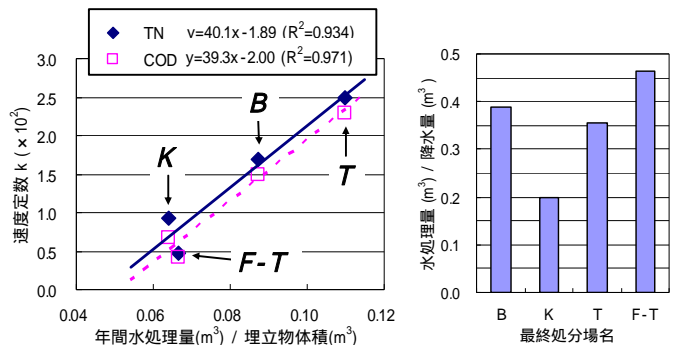 TN v=40.1x-1.89 (R²=0.934)
COD y=39.3x-2.00 (R²=0.971)
速度定数 k (×10²)
3.0
2.5
2.0
1.5
1.0
0.5
0.0
K
B
T
F-T
0.04
0.06
0.08
0.10
0.12
年間水処理量(m³) / 埋立物体積(m³)
水処理量 (m³) / 降水量 (m³)
0.5
0.4
0.3
0.2
0.1
0.0
B
K
T
F-T
最終処分場名